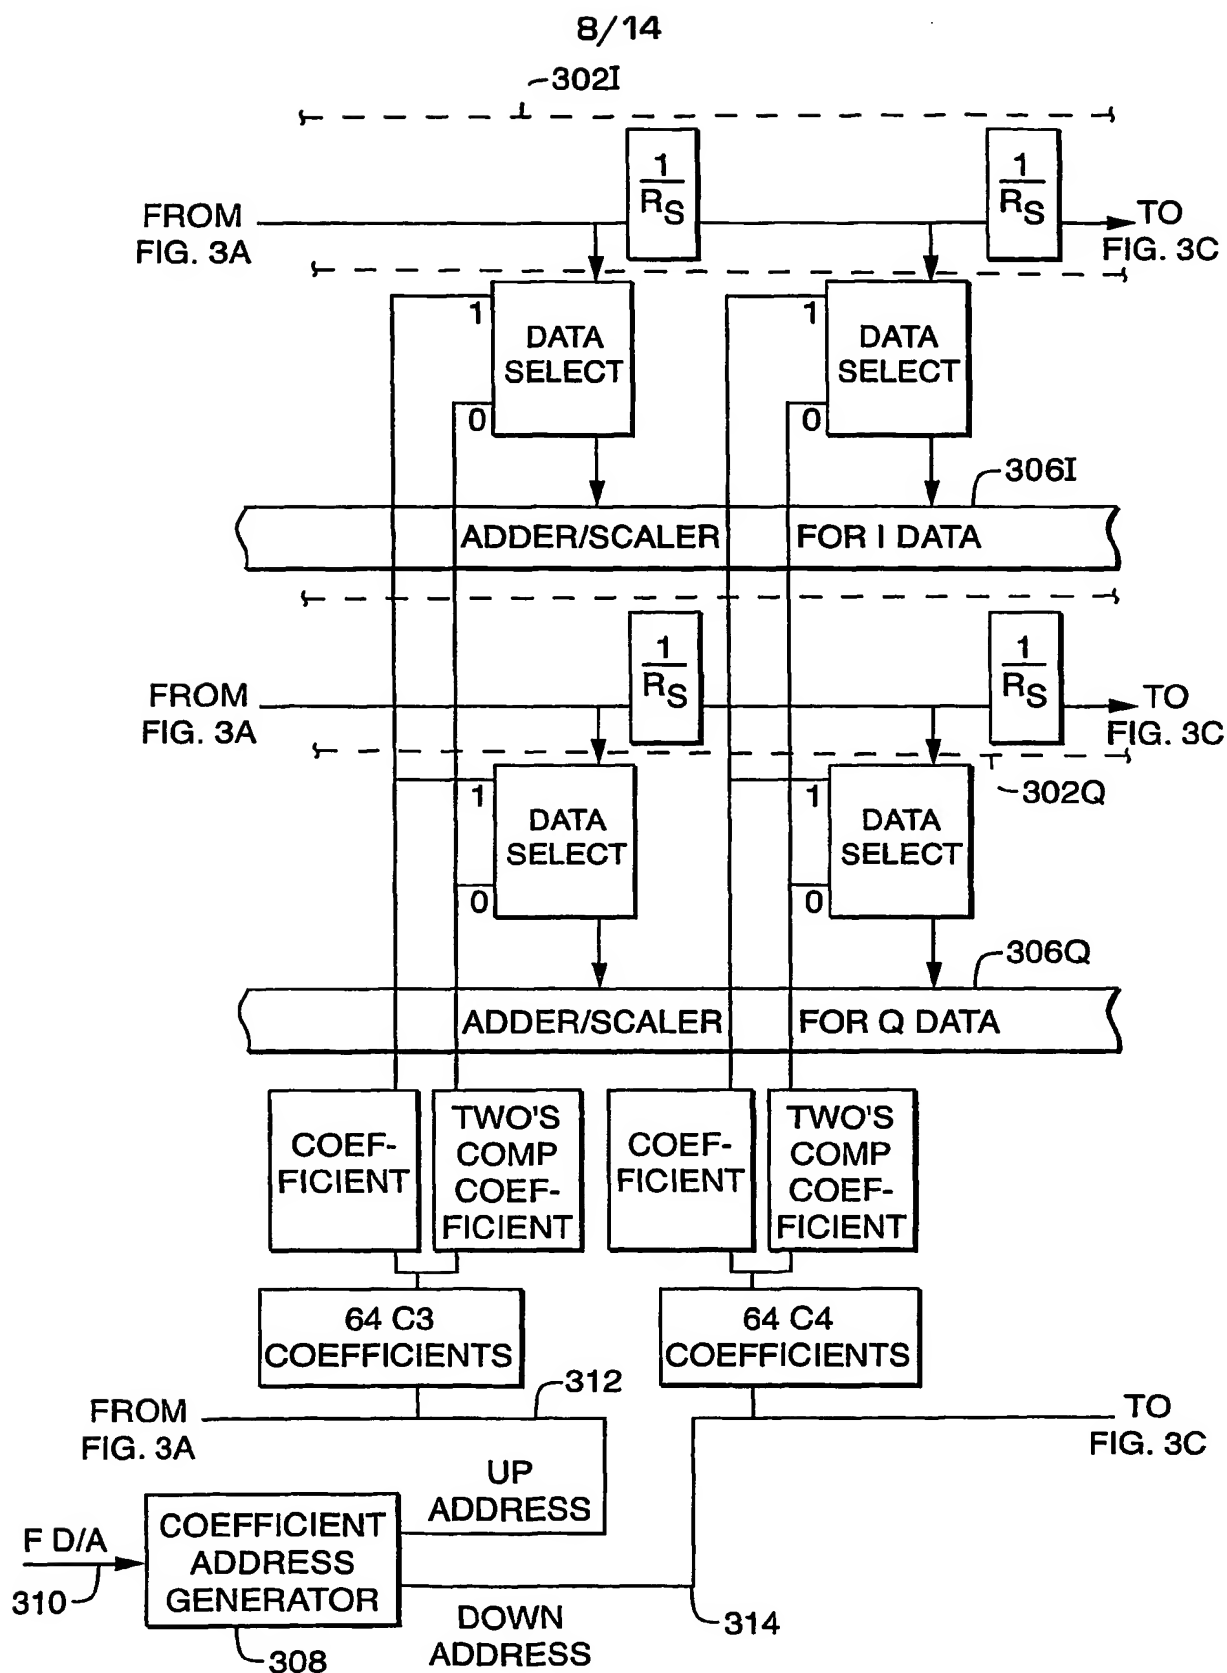 8/14
302I
1
RS
1
RS
FROM
FIG. 3A
TO
FIG. 3C
1
DATA
SELECT
0
1
DATA
SELECT
0
306I
ADDER/SCALER FOR I DATA
1
RS
1
RS
FROM
FIG. 3A
TO
FIG. 3C
302Q
1
DATA
SELECT
0
1
DATA
SELECT
0
306Q
ADDER/SCALER FOR Q DATA
COEF-
FICIENT
TWO'S
COMP
COEF-
FICIENT
COEF-
FICIENT
TWO'S
COMP
COEF-
FICIENT
64 C3
COEFFICIENTS
64 C4
COEFFICIENTS
312
FROM
FIG. 3A
TO
FIG. 3C
UP
ADDRESS
F D/A
310
COEFFICIENT
ADDRESS
GENERATOR
308
DOWN
ADDRESS
314